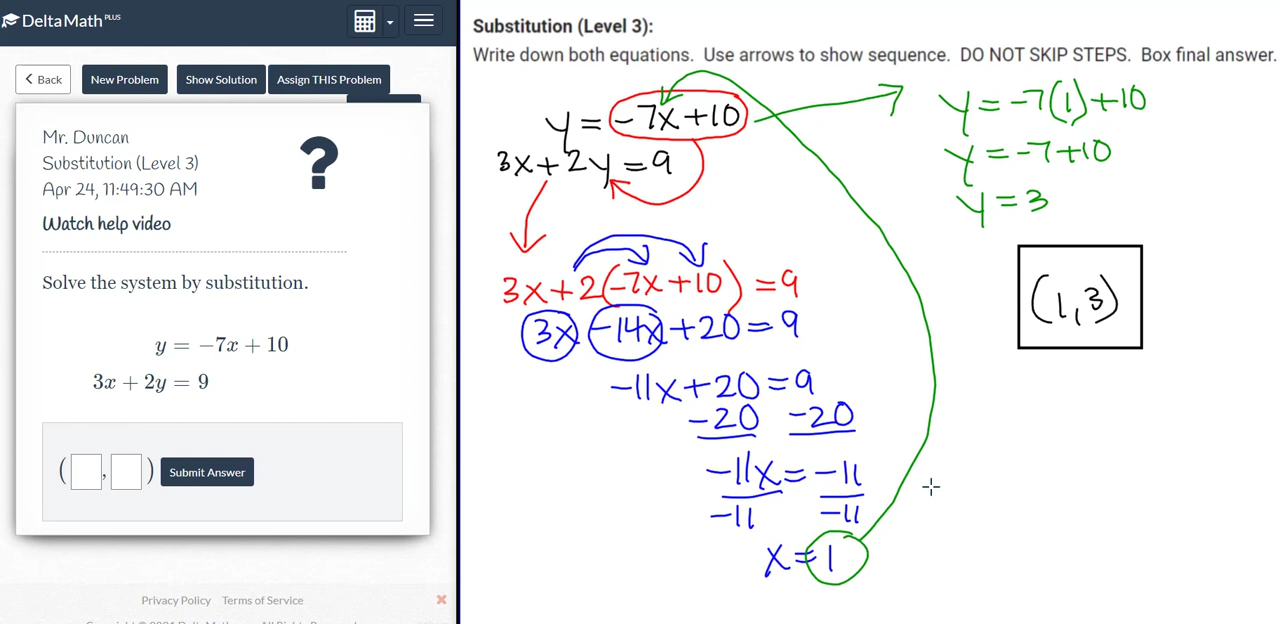 DeltaMath PLUS
Back
New Problem
Show Solution
Assign THIS Problem
Mr. Duncan
Substitution (Level 3)
Apr 24, 11:49:30 AM
Watch help video
?
Solve the system by substitution.
y = −7x + 10
3x + 2y = 9
( , )
Submit Answer
Privacy Policy
Terms of Service
Substitution (Level 3):
Write down both equations. Use arrows to show sequence. DO NOT SKIP STEPS. Box final answer.
y = -7x+10
3x+2y=9
3x+2(-7x+10)=9
3x -14x+20=9
-11x+20=9
-20 -20
-11x=-11
-11 -11
x=1
y=-7(1)+10
y=-7+10
y=3
(1,3)